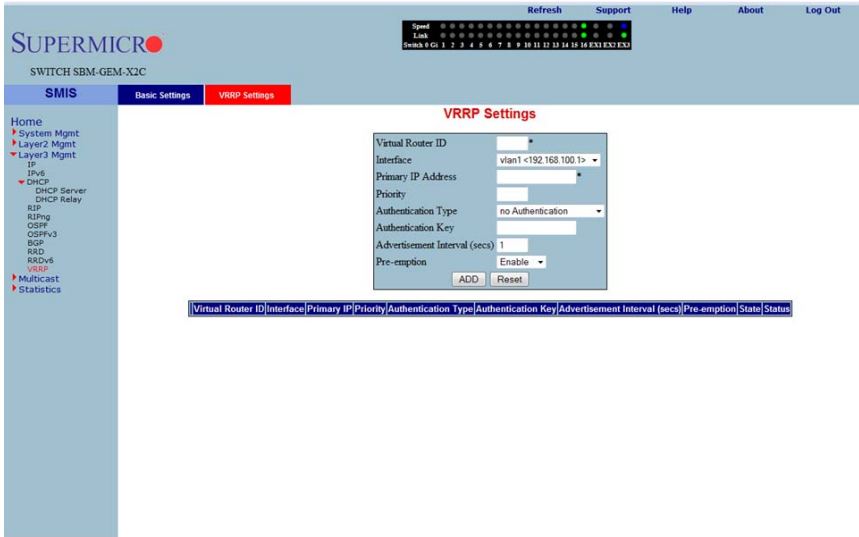 Refresh Support Help About Log Out
SUPERMICRO
Speed
Link
Switch 0 Gi 1 2 3 4 5 6 7 8 9 10 11 12 13 14 15 16 EX1 EX2 EX3
SWITCH SBM-GEM-X2C
SMIS
Basic Settings VRRP Settings
Home
System Mgmt
Layer2 Mgmt
Layer3 Mgmt
IP
IPv6
DHCP
DHCP Server
DHCP Relay
RIP
RIPng
OSPF
OSPFv3
BGP
RRD
RRDv6
VRRP
Multicast
Statistics
VRRP Settings
Virtual Router ID *
Interface vlan1 <192.168.100.1>
Primary IP Address *
Priority
Authentication Type no Authentication
Authentication Key
Advertisement Interval (secs) 1
Pre-emption Enable
ADD Reset
Virtual Router ID Interface Primary IP Priority Authentication Type Authentication Key Advertisement Interval (secs) Pre-emption State Status